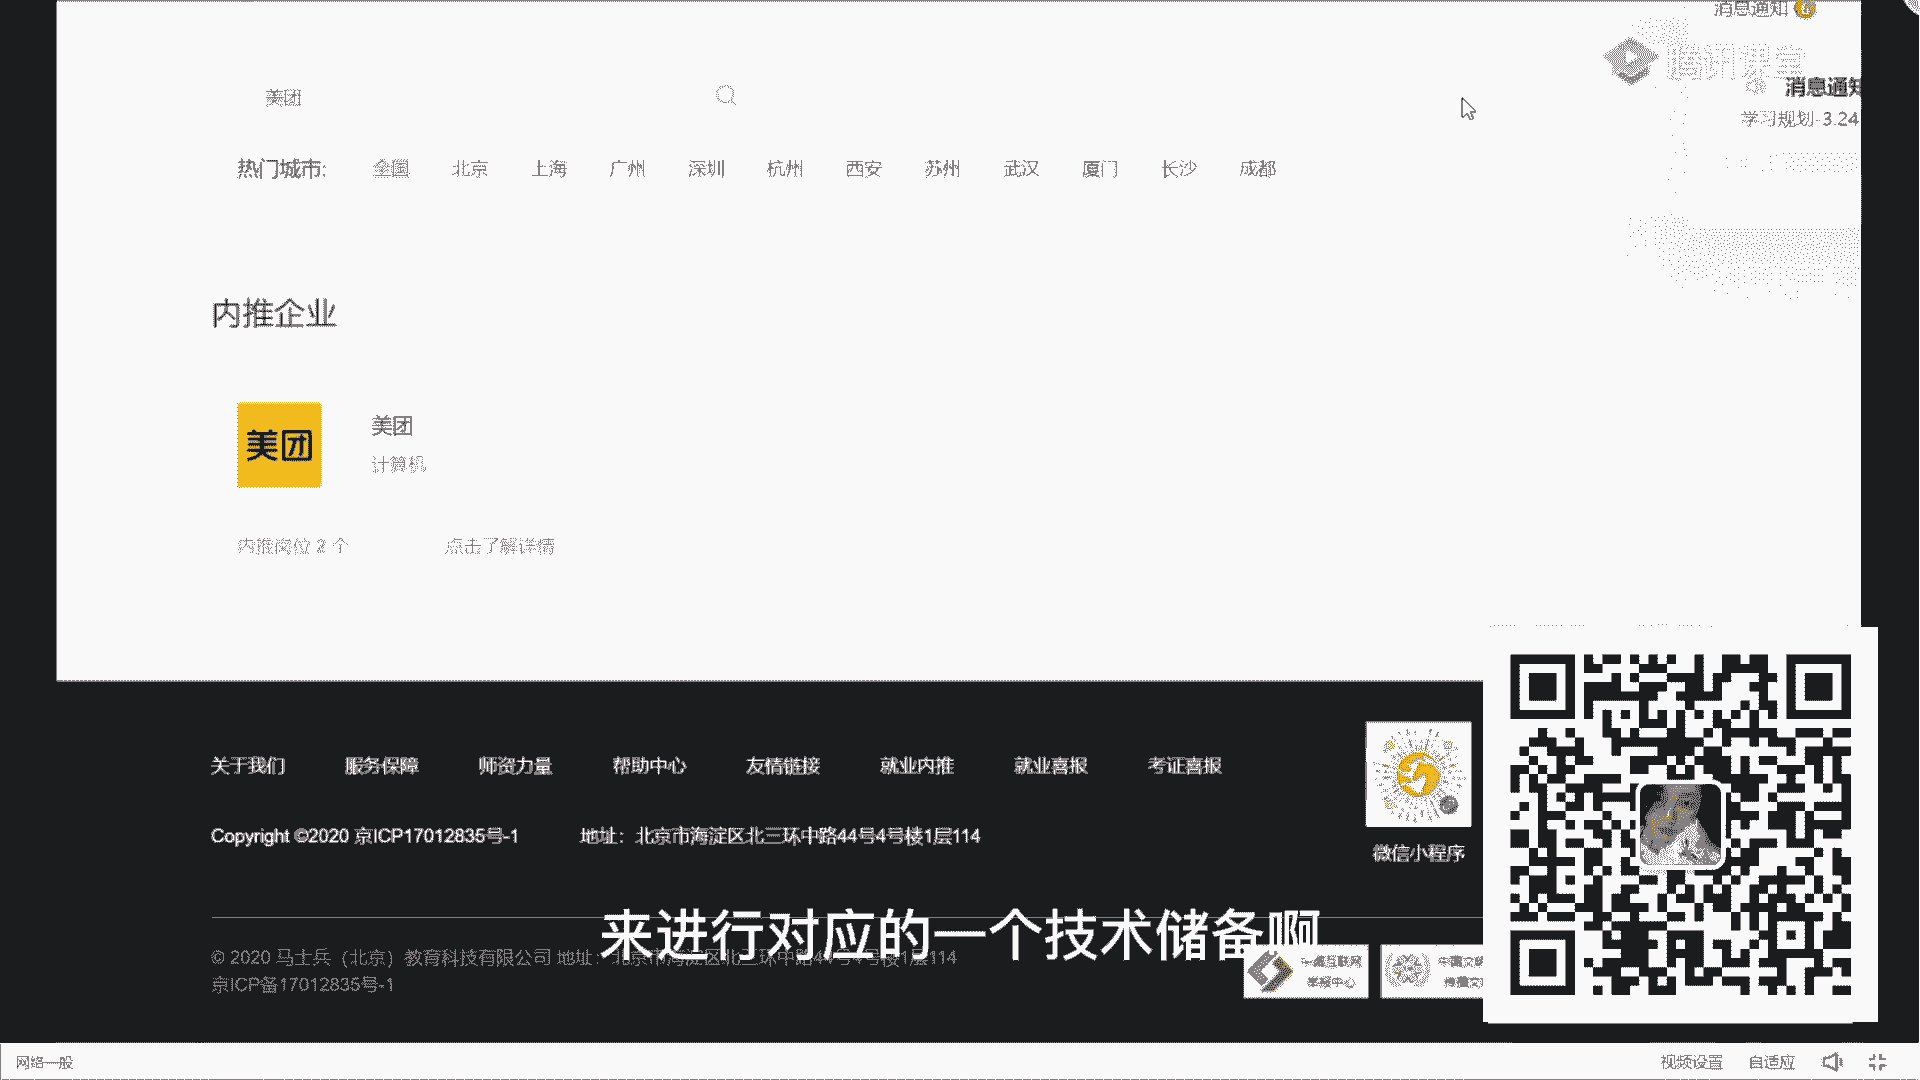 消息通知
腾讯课堂
美团
消息通知
学习规划-3.24
热门城市: 全国 北京 上海 广州 深圳 杭州 西安 苏州 武汉 厦门 长沙 成都
内推企业
美团
美团
计算机
内推岗位 2 个 点击了解详情
关于我们 服务保障 师资力量 帮助中心 友情链接 就业内推 就业喜报 考证喜报
Copyright ©2020 京ICP17012835号-1 地址：北京市海淀区北三环中路44号4号楼1层114
微信小程序
来进行对应的一个技术储备啊
© 2020 马士兵（北京）教育科技有限公司 地址：北京市海淀区北三环中路44号4号楼1层114
京ICP备17012835号-1
中国互联网
举报中心
中国文
网络一般
视频设置 自适应